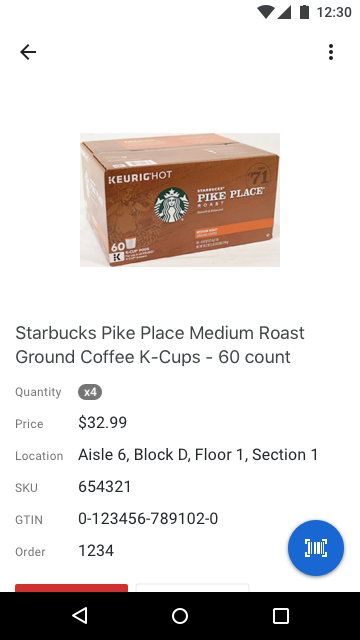 12:30
KEURIG HOT
'71
STARBUCKS
PIKE PLACE
ROAST
60
K-CUP PODS
Starbucks Pike Place Medium Roast
Ground Coffee K-Cups - 60 count
Quantity x4
Price $32.99
Location Aisle 6, Block D, Floor 1, Section 1
SKU 654321
GTIN 0-123456-789102-0
Order 1234